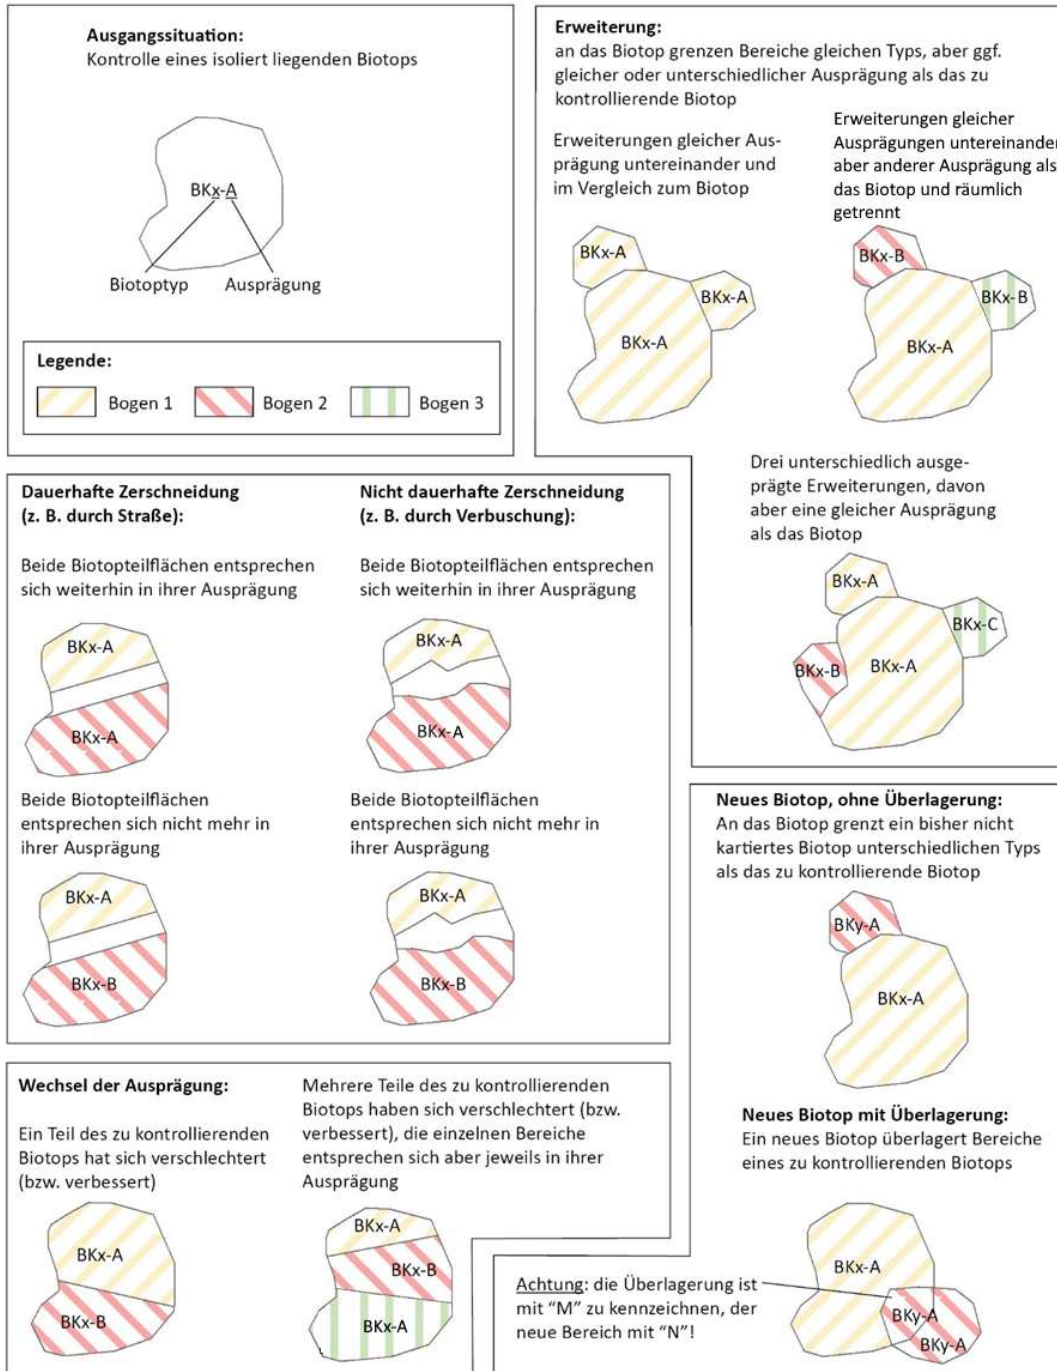 Ausgangssituation:
Kontrolle eines isoliert liegenden Biotops
BKx-A
Biotoptyp
Ausprägung
Legende:
Bogen 1
Bogen 2
Bogen 3
Erweiterung:
an das Biotop grenzen Bereiche gleichen Typs, aber ggf.
gleicher oder unterschiedlicher Ausprägung als das zu
kontrollierende Biotop
Erweiterungen gleicher Aus-
prägung untereinander und
im Vergleich zum Biotop
BKx-A
BKx-A
BKx-A
Erweiterungen gleicher
Ausprägungen untereinander
aber anderer Ausprägung als
das Biotop und räumlich
getrennt
BKx-B
BKx-B
BKx-A
Drei unterschiedlich ausge-
prägte Erweiterungen, davon
aber eine gleicher Ausprägung
als das Biotop
BKx-A
BKx-C
BKx-B
BKx-A
Dauerhafte Zerschneidung
(z. B. durch Straße):
Beide Biotopteilflächen entsprechen
sich weiterhin in ihrer Ausprägung
BKx-A
BKx-A
Beide Biotopteilflächen
entsprechen sich nicht mehr in
ihrer Ausprägung
BKx-A
BKx-B
Nicht dauerhafte Zerschneidung
(z. B. durch Verbuschung):
Beide Biotopteilflächen entsprechen
sich weiterhin in ihrer Ausprägung
BKx-A
BKx-A
Beide Biotopteilflächen
entsprechen sich nicht mehr in
ihrer Ausprägung
BKx-A
BKx-B
Neues Biotop, ohne Überlagerung:
An das Biotop grenzt ein bisher nicht
kartiertes Biotop unterschiedlichen Typs
als das zu kontrollierende Biotop
BKy-A
BKx-A
Wechsel der Ausprägung:
Ein Teil des zu kontrollierenden
Biotops hat sich verschlechtert
(bzw. verbessert)
BKx-A
BKx-B
Mehrere Teile des zu kontrollierenden
Biotops haben sich verschlechtert (bzw.
verbessert), die einzelnen Bereiche
entsprechen sich aber jeweils in ihrer
Ausprägung
BKx-A
BKx-B
BKx-A
Neues Biotop mit Überlagerung:
Ein neues Biotop überlagert Bereiche
eines zu kontrollierenden Biotops
BKx-A
BKy-A
BKy-A
Achtung: die Überlagerung ist
mit “M” zu kennzeichnen, der
neue Bereich mit “N”!